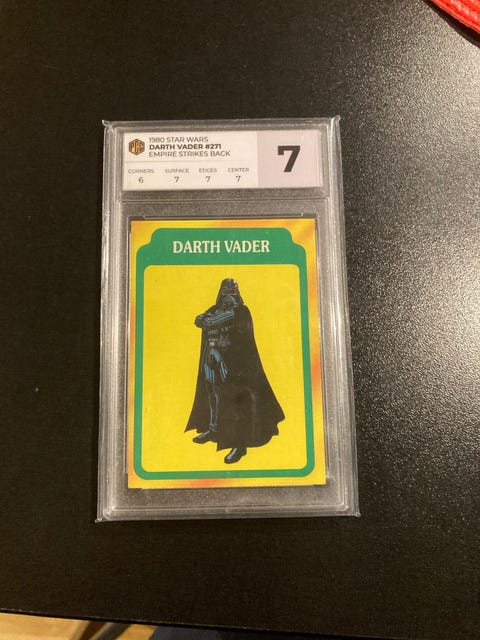 1980 STAR WARS
DARTH VADER #271
EMPIRE STRIKES BACK
7
CORNERS SURFACE EDGES CENTER
6 7 7 7
DARTH VADER